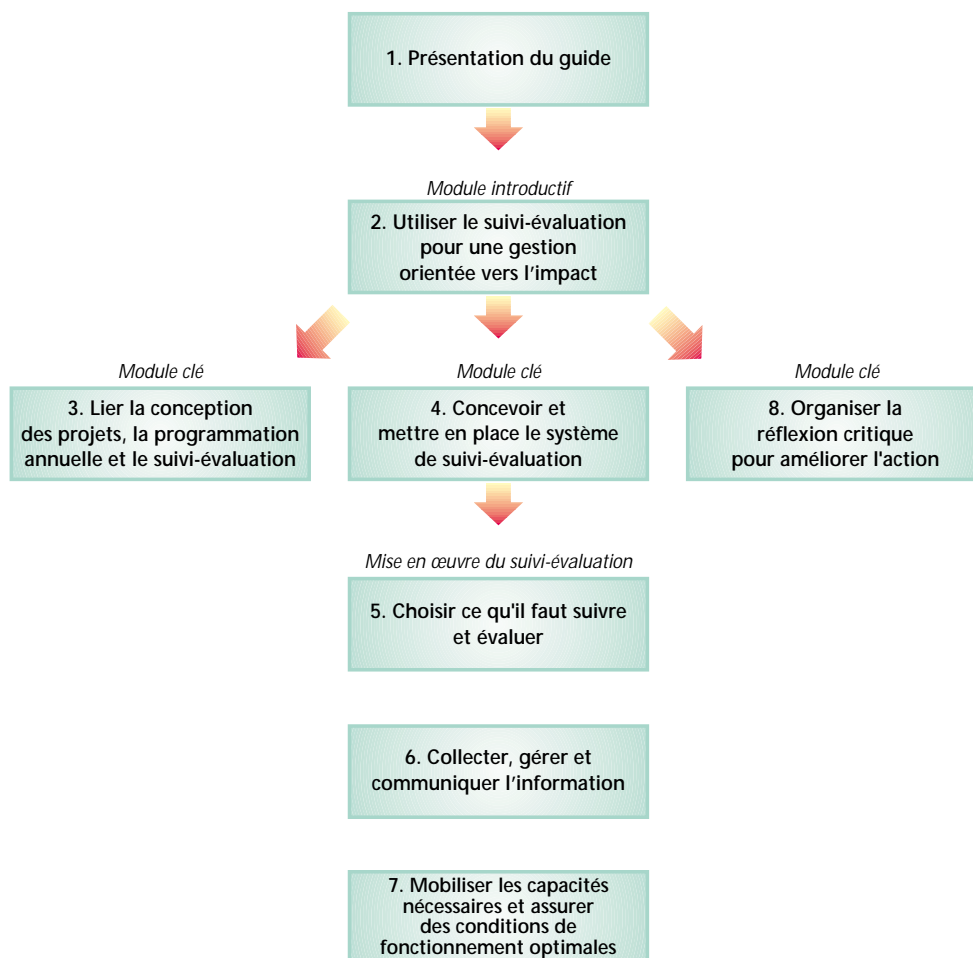 1. Présentation du guide
Module introductif
2. Utiliser le suivi-évaluation
pour une gestion
orientée vers l'impact
Module clé
3. Lier la conception
des projets, la programmation
annuelle et le suivi-évaluation
Module clé
4. Concevoir et
mettre en place le système
de suivi-évaluation
Module clé
8. Organiser la
réflexion critique
pour améliorer l'action
Mise en œuvre du suivi-évaluation
5. Choisir ce qu'il faut suivre
et évaluer
6. Collecter, gérer et
communiquer l'information
7. Mobiliser les capacités
nécessaires et assurer
des conditions de
fonctionnement optimales